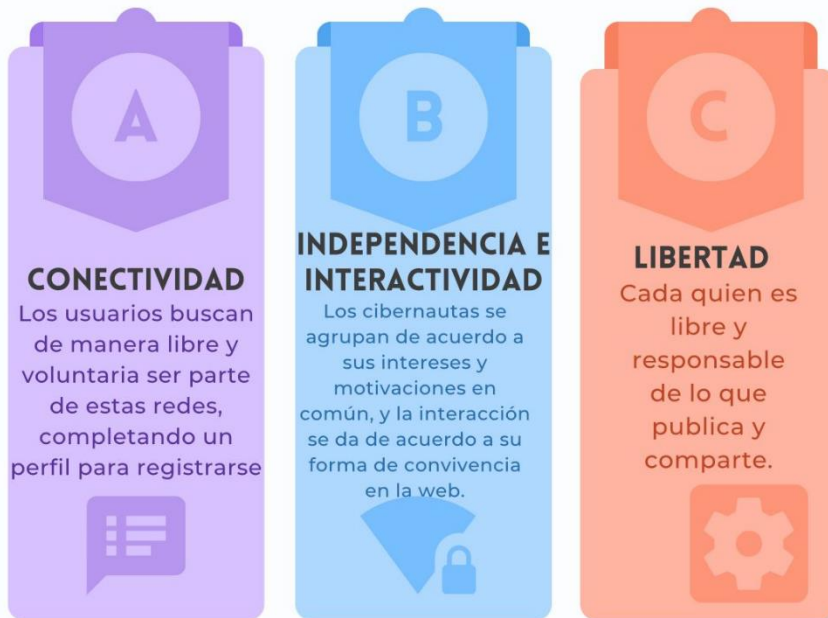 A
CONECTIVIDAD
Los usuarios buscan
de manera libre y
voluntaria ser parte
de estas redes,
completando un
perfil para registrarse
B
INDEPENDENCIA E
INTERACTIVIDAD
Los cibernautas se
agrupan de acuerdo a
sus intereses y
motivaciones en
común, y la interacción
se da de acuerdo a su
forma de convivencia
en la web.
C
LIBERTAD
Cada quien es
libre y
responsable
de lo que
publica y
comparte.